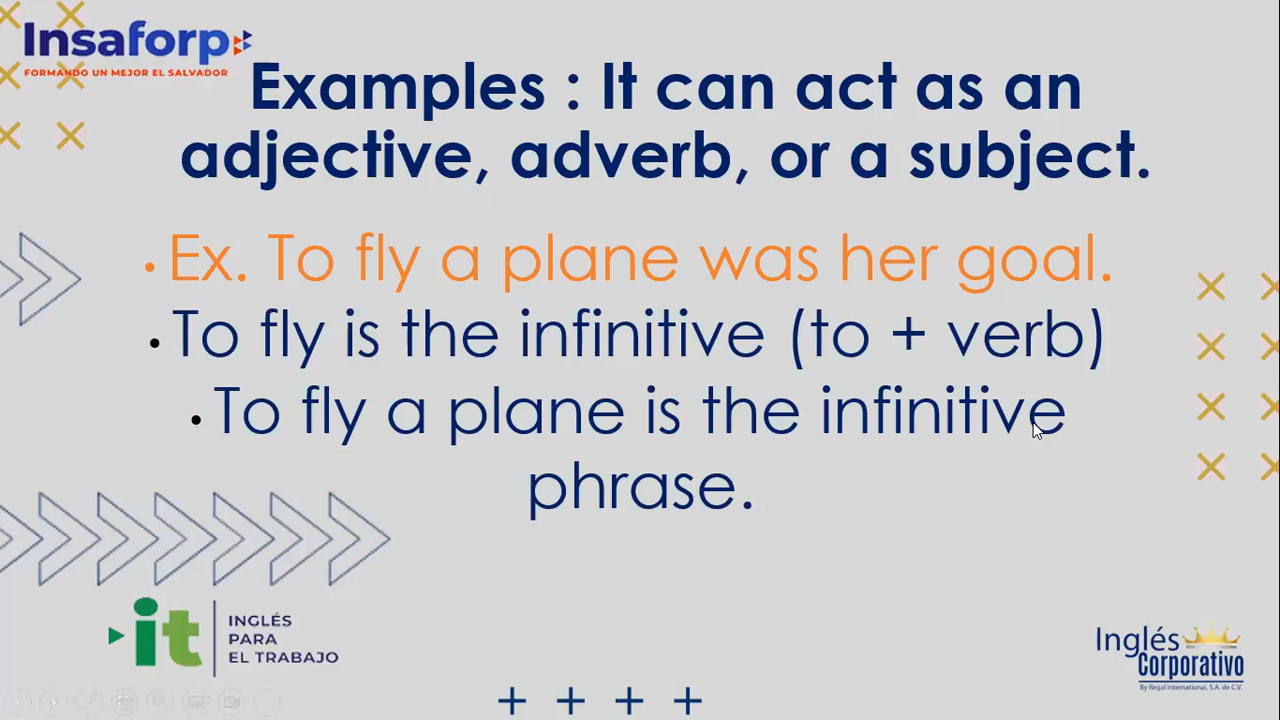 Insaforp
FORMANDO UN MEJOR EL SALVADOR
Examples : It can act as an
adjective, adverb, or a subject.
• Ex. To fly a plane was her goal.
• To fly is the infinitive (to + verb)
• To fly a plane is the infinitive
phrase.
it
INGLÉS
PARA
EL TRABAJO
Inglés
Corporativo
By Regal International, S.A. de C.V.